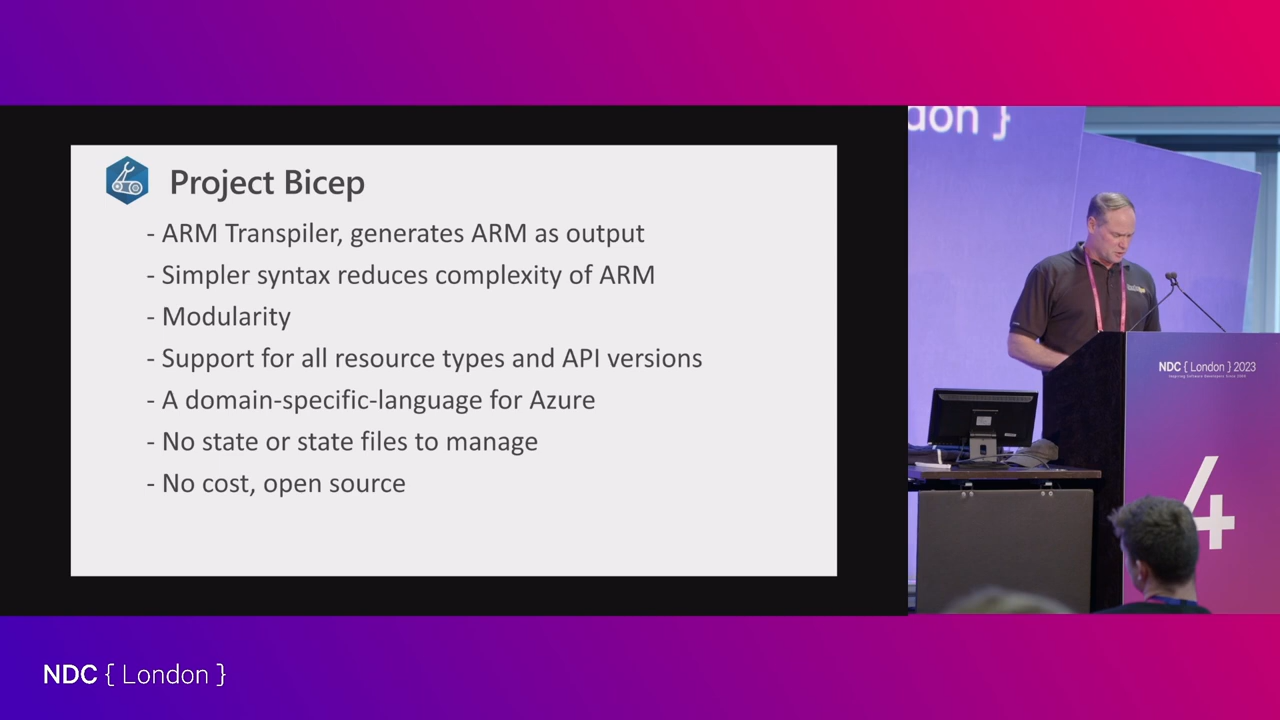 Project Bicep
- ARM Transpiler, generates ARM as output
- Simpler syntax reduces complexity of ARM
- Modularity
- Support for all resource types and API versions
- A domain-specific-language for Azure
- No state or state files to manage
- No cost, open source
don }
NDC { London } 2023
4
NDC { London }